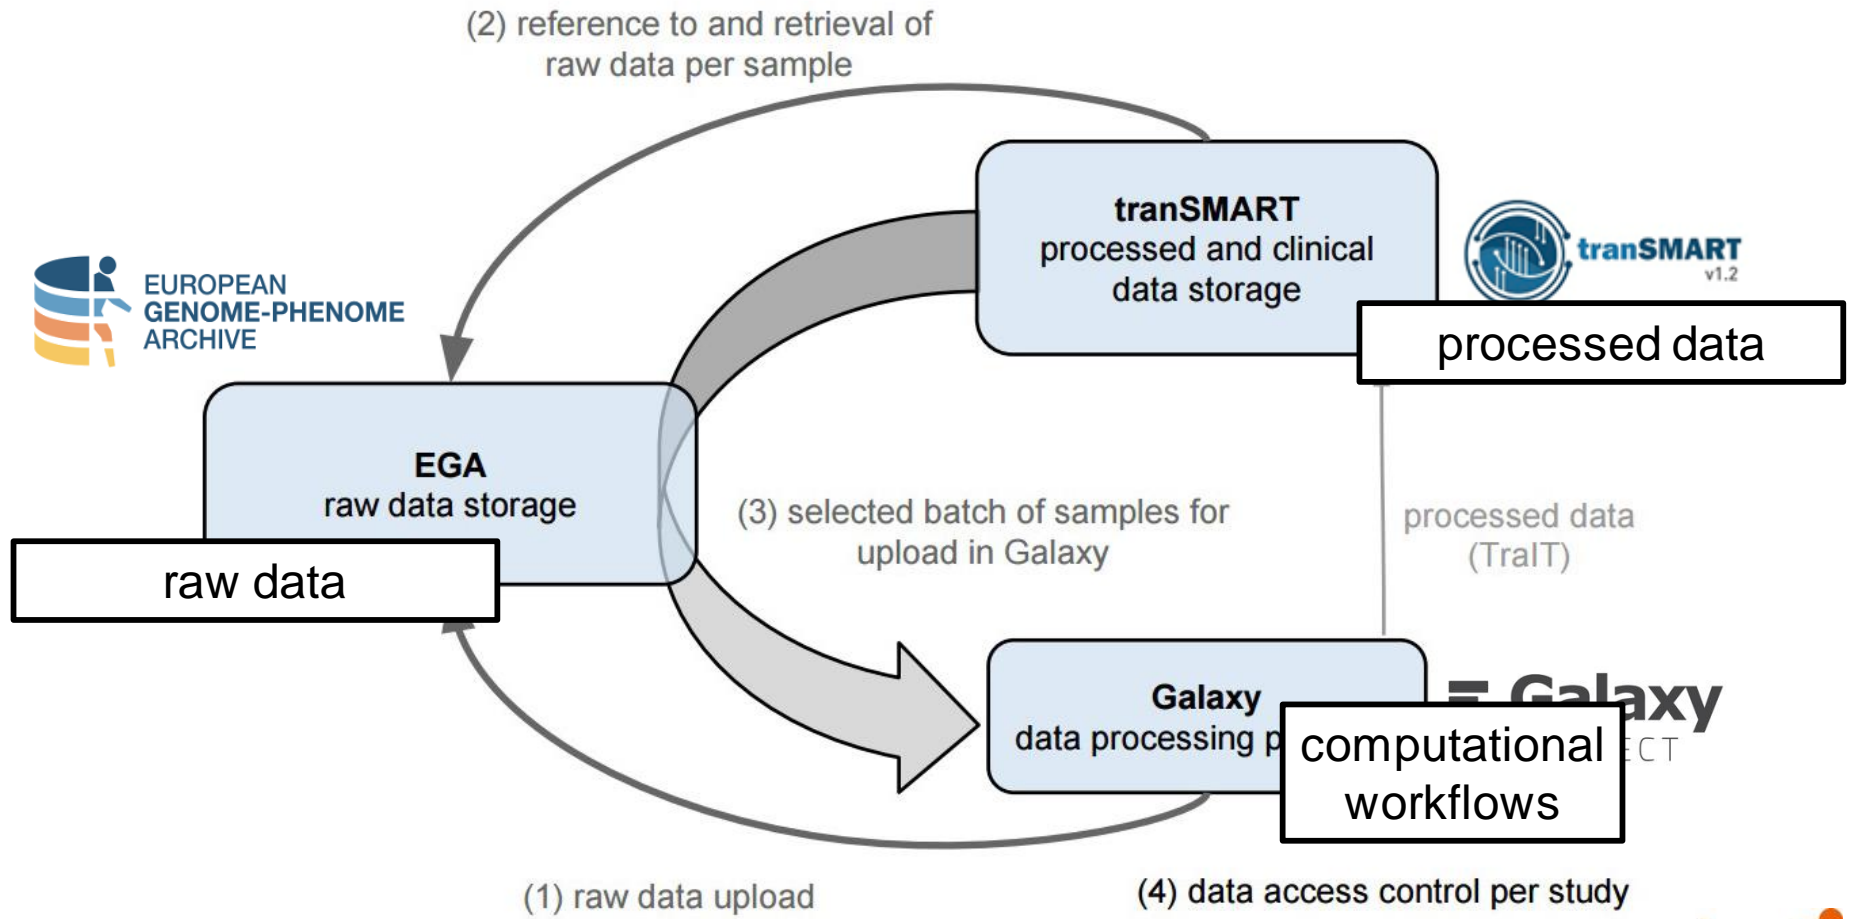 (2) reference to and retrieval of
raw data per sample
EUROPEAN
GENOME-PHENOME
ARCHIVE
tranSMART
processed and clinical
data storage
tranSMART
v1.2
processed data
EGA
raw data storage
raw data
(3) selected batch of samples for
upload in Galaxy
processed data
(TraIT)
Galaxy
data processing
Galaxy
computational
workflows
(1) raw data upload
(4) data access control per study